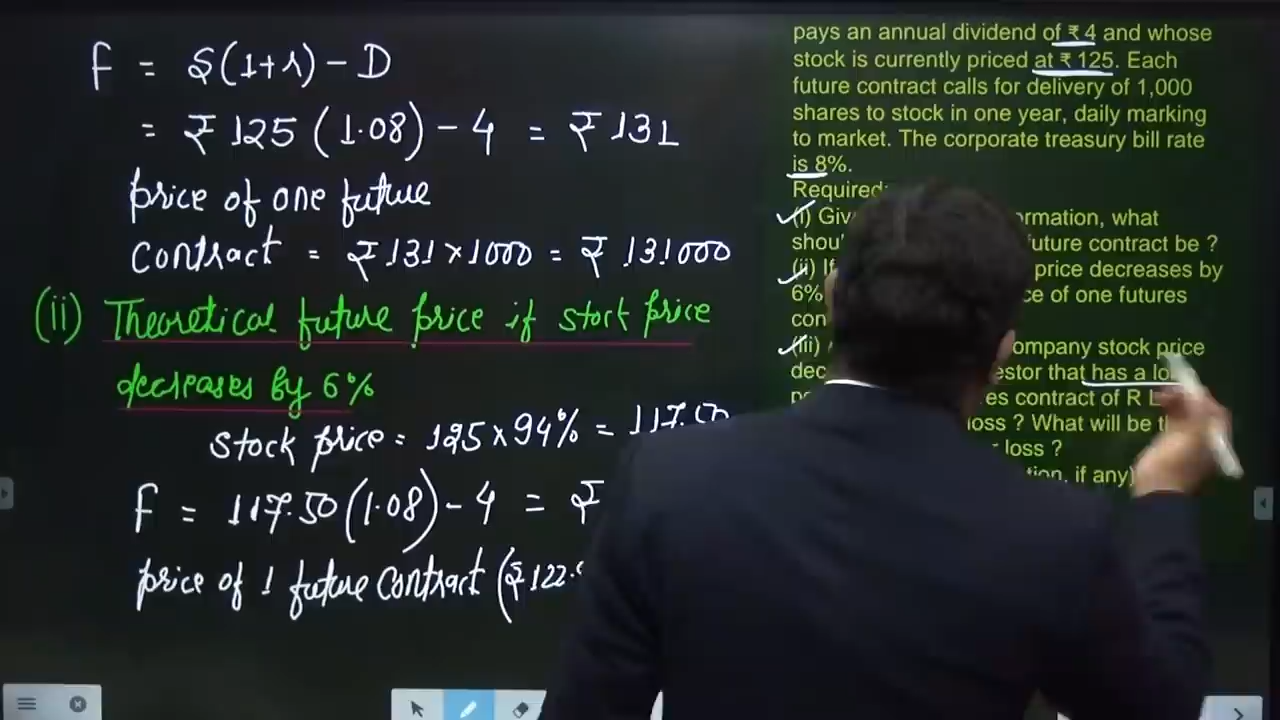 F = S(1+r) - D
= ₹ 125 (1.08) - 4 = ₹ 131
price of one future
contract = ₹ 131 × 1000 = ₹ 131000
(ii) Theoretical future price if stock price
decreases by 6%
stock price = 125 × 94% = 117.50
F = 117.50 (1.08) - 4 = ₹
price of 1 future contract (₹ 122.9
pays an annual dividend of ₹ 4 and whose
stock is currently priced at ₹ 125. Each
future contract calls for delivery of 1,000
shares to stock in one year, daily marking
to market. The corporate treasury bill rate
is 8%.
Required:
(i) Giv ormation, what
shou future contract be ?
(ii) If price decreases by
6% ce of one futures
con
(iii) ompany stock price
dec estor that has a lo
es contract of R L
loss ? What will be th
r loss ?
tion, if any)